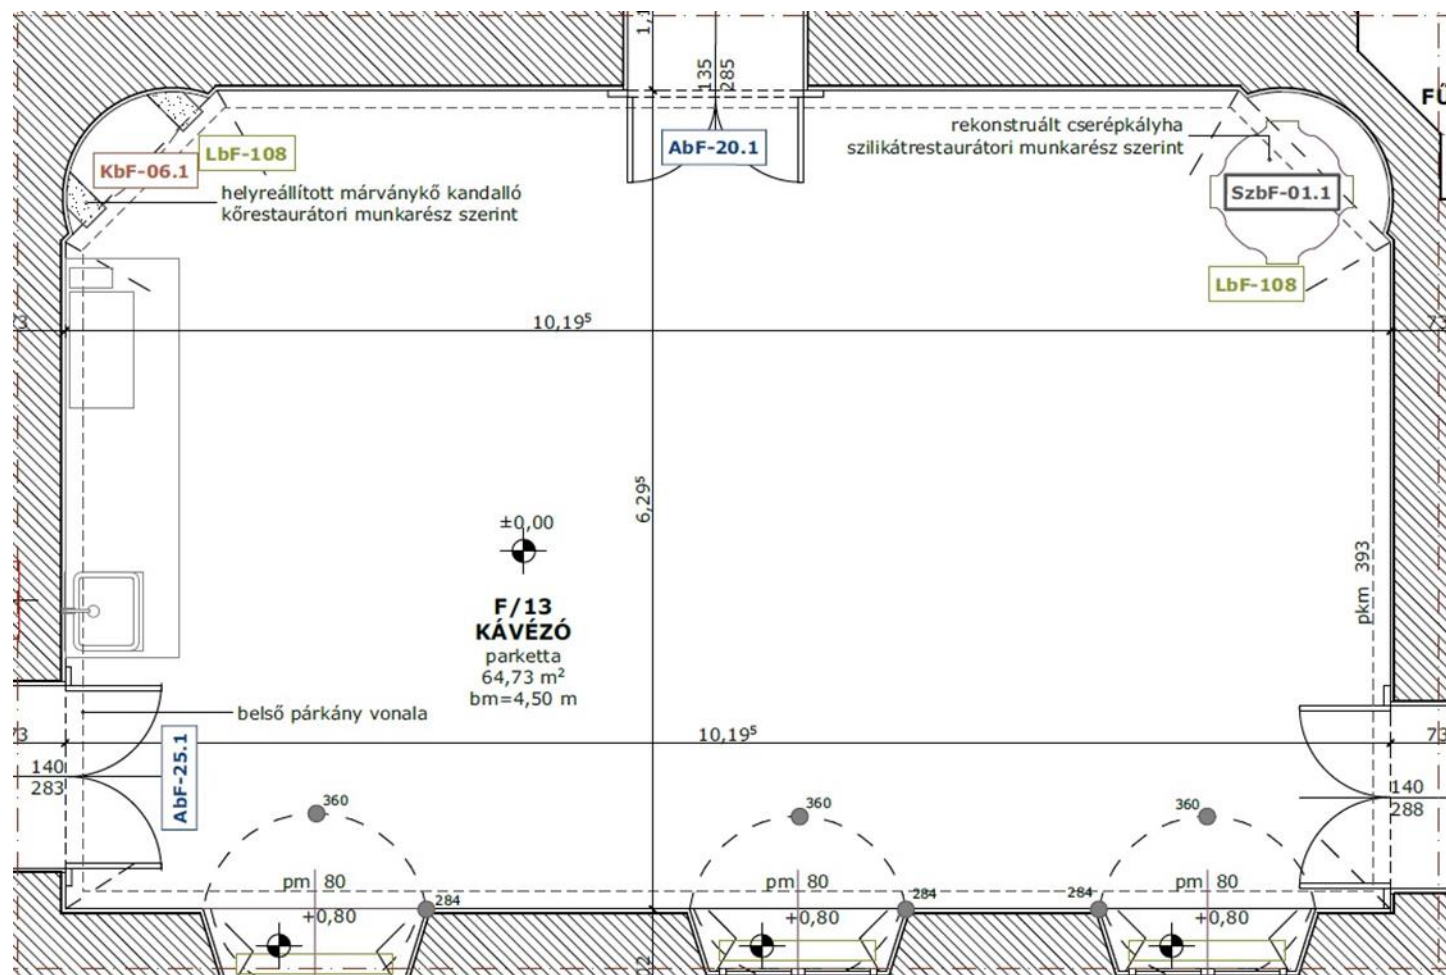 135
285
FŰ
rekonstruált cserépkályha
szilikátrestaurátori munkarész szerint
AbF-20.1
LbF-108
KbF-06.1
helyreállított márványkő kandalló
kőrestaurátori munkarész szerint
SzbF-01.1
LbF-108
73
10,19⁵
73
6,29⁵
±0,00
pkm 393
F/13
KÁVÉZÓ
parketta
64,73 m²
bm=4,50 m
belső párkány vonala
73
10,19⁵
73
140
283
AbF-25.1
140
288
360
360
360
pm 80
284
pm 80
284
284
pm 80
+0,80
+0,80
+0,80